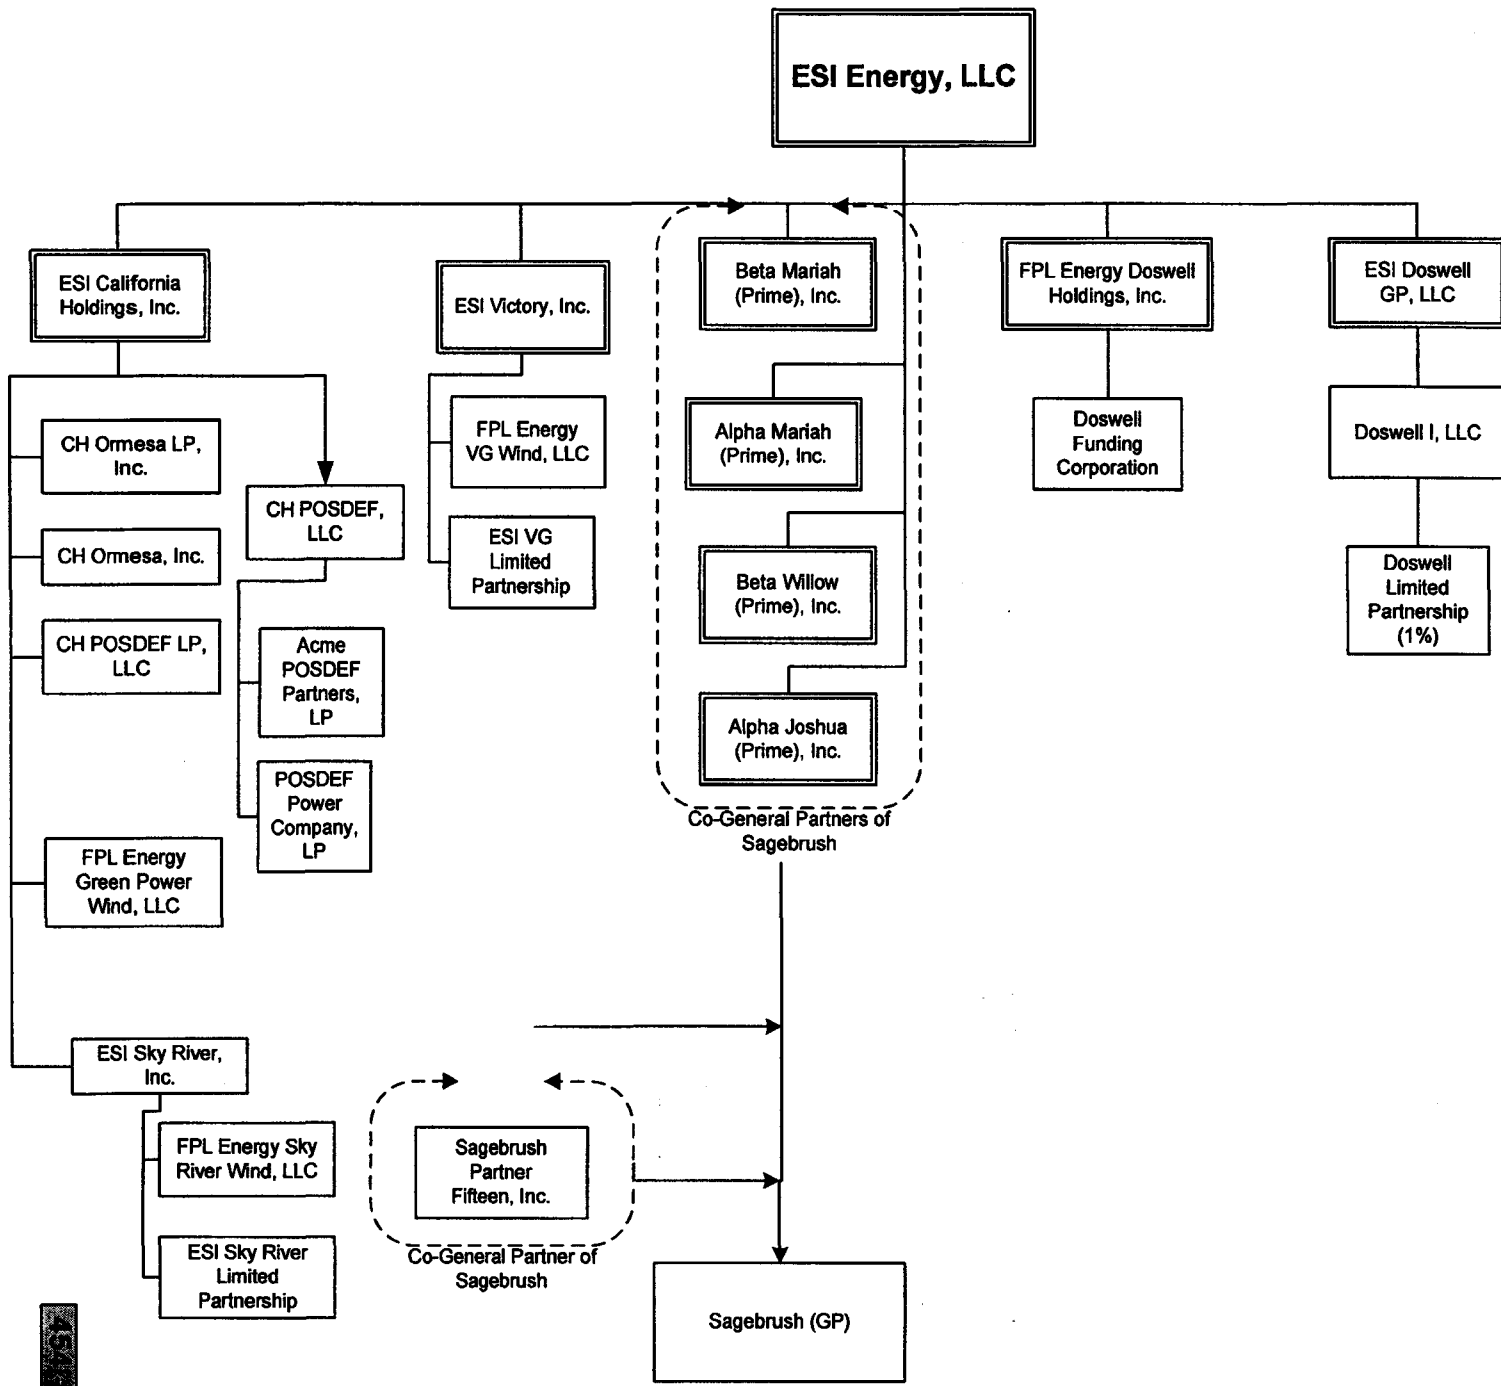 ESI Energy, LLC
ESI California
Holdings, Inc.
ESI Victory, Inc.
Beta Mariah
(Prime), Inc.
FPL Energy Doswell
Holdings, Inc.
ESI Doswell
GP, LLC
CH Ormesa LP,
Inc.
CH Ormesa, Inc.
CH POSDEF LP,
LLC
FPL Energy
Green Power
Wind, LLC
CH POSDEF,
LLC
Acme
POSDEF
Partners,
LP
POSDEF
Power
Company,
LP
FPL Energy
VG Wind, LLC
ESI VG
Limited
Partnership
Alpha Mariah
(Prime), Inc.
Beta Willow
(Prime), Inc.
Alpha Joshua
(Prime), Inc.
Co-General Partners of
Sagebrush
Doswell
Funding
Corporation
Doswell I, LLC
Doswell
Limited
Partnership
(1%)
ESI Sky River,
Inc.
FPL Energy Sky
River Wind, LLC
ESI Sky River
Limited
Partnership
Sagebrush
Partner
Fifteen, Inc.
Co-General Partner of
Sagebrush
Sagebrush (GP)